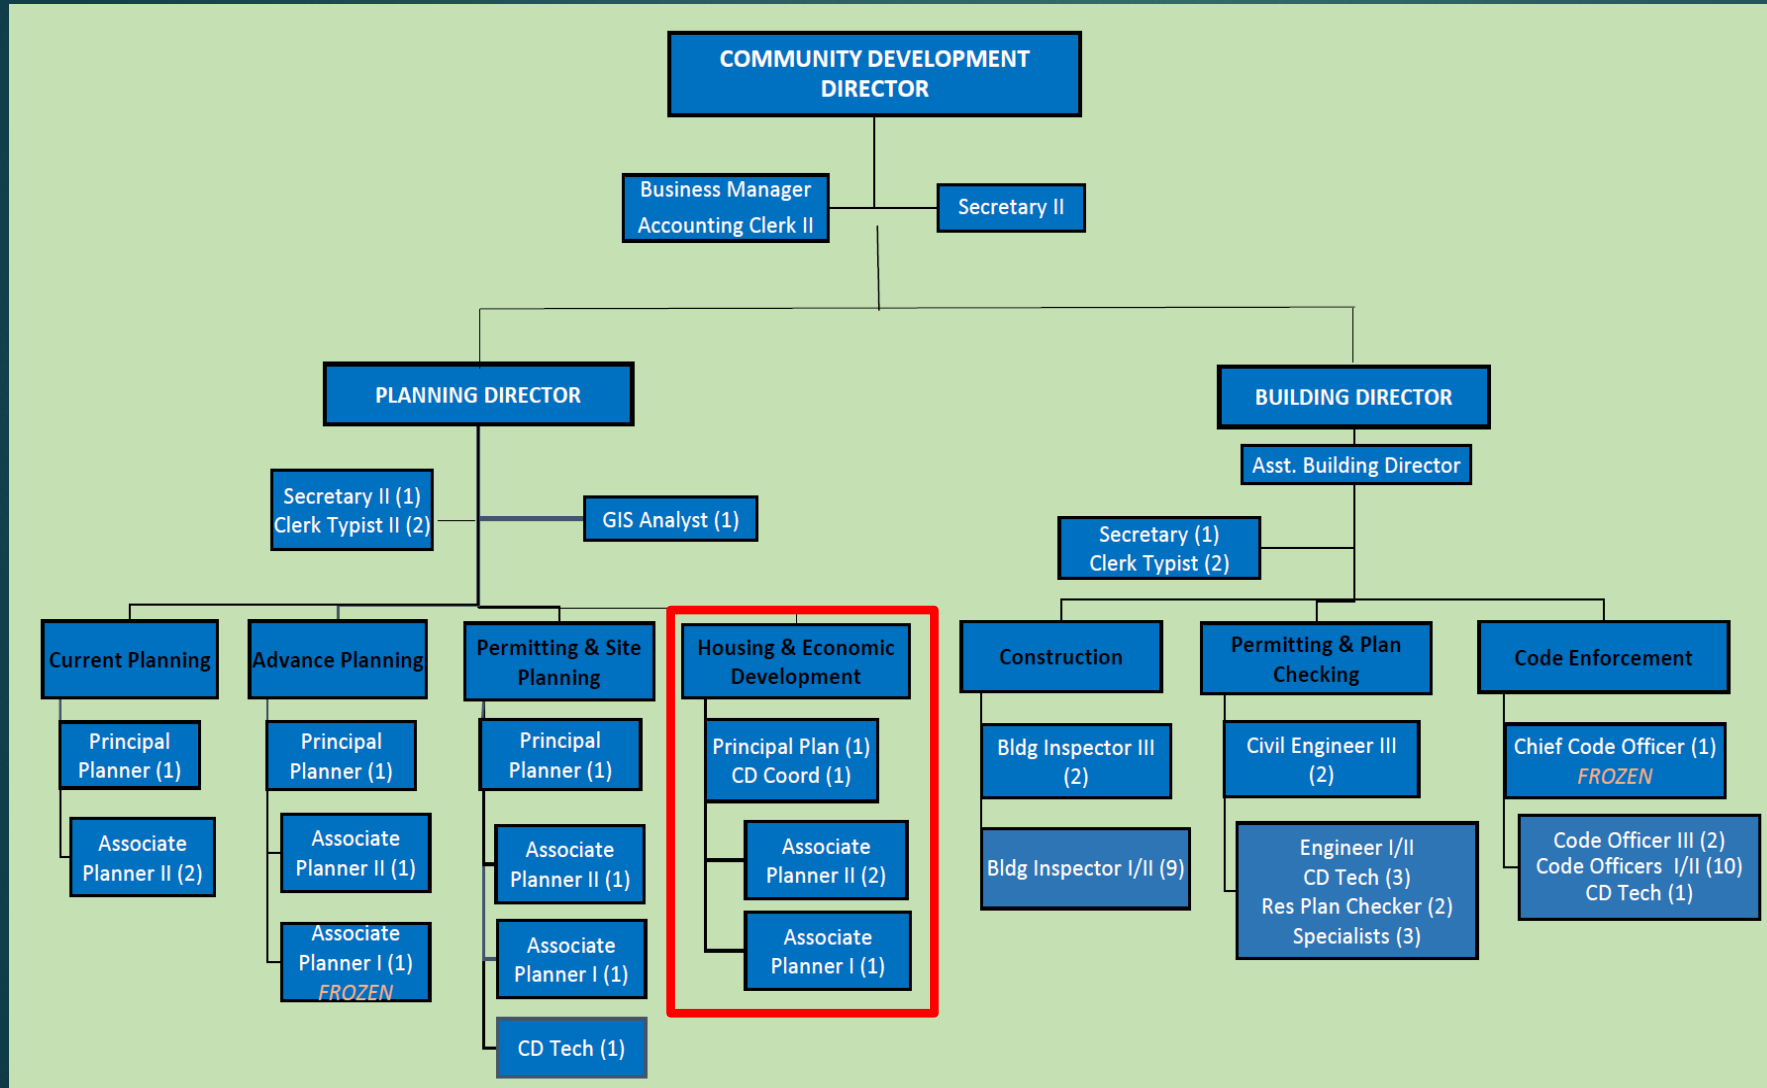 COMMUNITY DEVELOPMENT
DIRECTOR
Business Manager
Accounting Clerk II
Secretary II
PLANNING DIRECTOR
BUILDING DIRECTOR
Asst. Building Director
Secretary II (1)
Clerk Typist II (2)
GIS Analyst (1)
Secretary (1)
Clerk Typist (2)
Current Planning
Principal
Planner (1)
Associate
Planner II (2)
Advance Planning
Principal
Planner (1)
Associate
Planner II (1)
Associate
Planner I (1)
FROZEN
Permitting & Site
Planning
Principal
Planner (1)
Associate
Planner II (1)
Associate
Planner I (1)
CD Tech (1)
Housing & Economic
Development
Principal Plan (1)
CD Coord (1)
Associate
Planner II (2)
Associate
Planner I (1)
Construction
Bldg Inspector III
(2)
Bldg Inspector I/II (9)
Permitting & Plan
Checking
Civil Engineer III
(2)
Engineer I/II
CD Tech (3)
Res Plan Checker (2)
Specialists (3)
Code Enforcement
Chief Code Officer (1)
FROZEN
Code Officer III (2)
Code Officers I/II (10)
CD Tech (1)